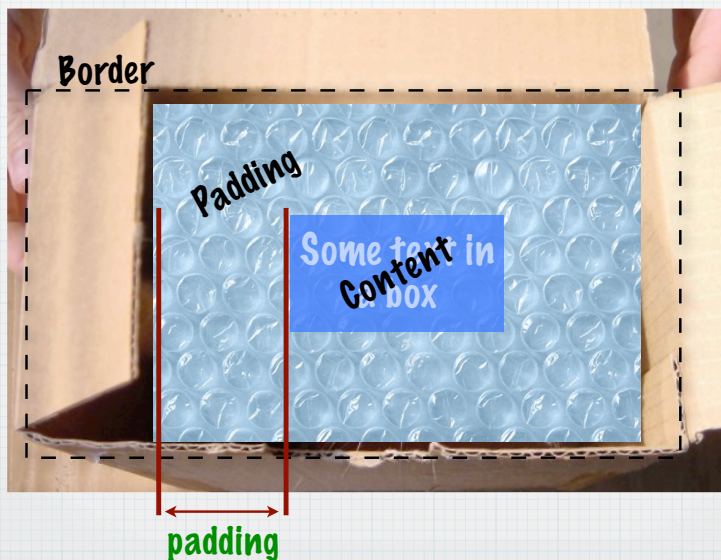 Border
Padding
Some text in
a box
Content
padding